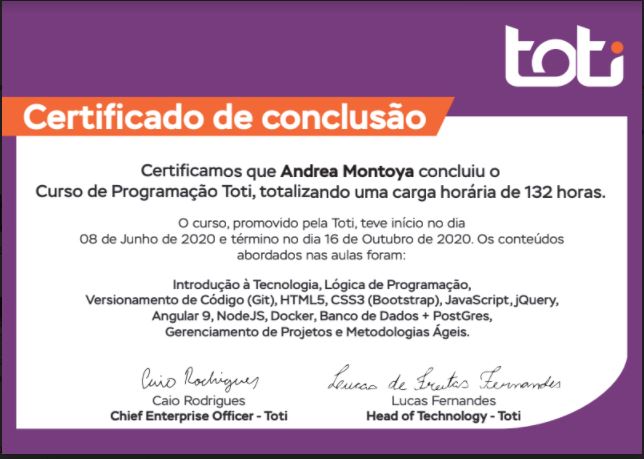 toti
Certificado de conclusão
Certificamos que Andrea Montoya concluiu o
Curso de Programação Toti, totalizando uma carga horária de 132 horas.
O curso, promovido pela Toti, teve início no dia
08 de Junho de 2020 e término no dia 16 de Outubro de 2020. Os conteúdos
abordados nas aulas foram:
Introdução à Tecnologia, Lógica de Programação,
Versionamento de Código (Git), HTML5, CSS3 (Bootstrap), JavaScript, jQuery,
Angular 9, NodeJS, Docker, Banco de Dados + PostGres,
Gerenciamento de Projetos e Metodologias Ágeis.
Caio Rodrigues
Lucas de Freitas Fernandes
Caio Rodrigues
Lucas Fernandes
Chief Enterprise Officer - Toti
Head of Technology - Toti